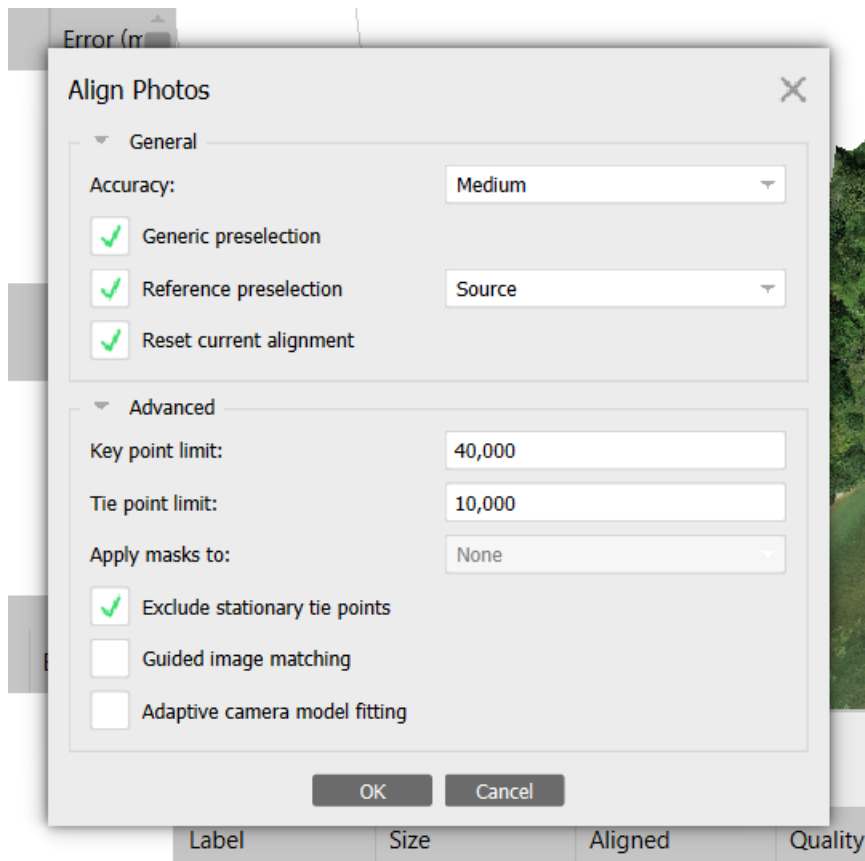 Error (m
Align Photos
General
Accuracy: Medium
Generic preselection
Reference preselection Source
Reset current alignment
Advanced
Key point limit: 40,000
Tie point limit: 10,000
Apply masks to: None
Exclude stationary tie points
Guided image matching
Adaptive camera model fitting
OK Cancel
Label Size Aligned Quality